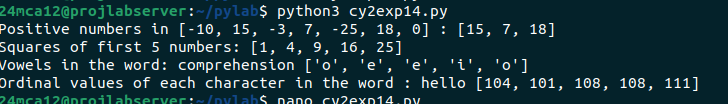 24mca12@projlabserver:~/pylab$ python3 cy2exp14.py
Positive numbers in [-10, 15, -3, 7, -25, 18, 0] : [15, 7, 18]
Squares of first 5 numbers: [1, 4, 9, 16, 25]
Vowels in the word: comprehension ['o', 'e', 'e', 'i', 'o']
Ordinal values of each character in the word : hello [104, 101, 108, 108, 111]
24mca12@projlabserver:~/pylab$ nano cy2exp14.py